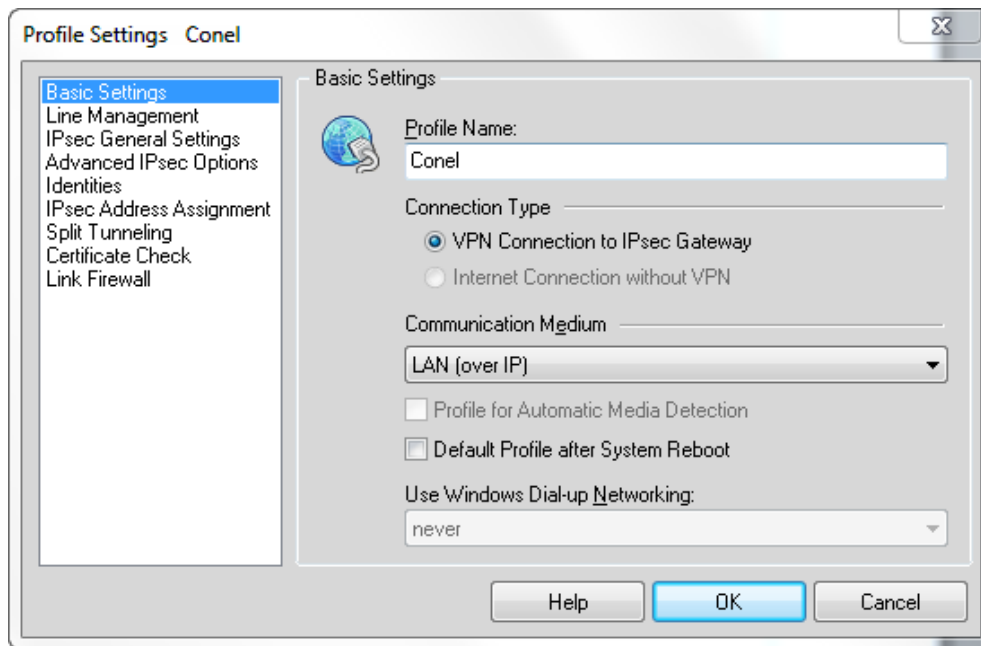 Profile Settings Conel
Basic Settings
Line Management
IPsec General Settings
Advanced IPsec Options
Identities
IPsec Address Assignment
Split Tunneling
Certificate Check
Link Firewall
Basic Settings
Profile Name:
Conel
Connection Type
VPN Connection to IPsec Gateway
Internet Connection without VPN
Communication Medium
LAN (over IP)
Profile for Automatic Media Detection
Default Profile after System Reboot
Use Windows Dial-up Networking:
never
Help OK Cancel